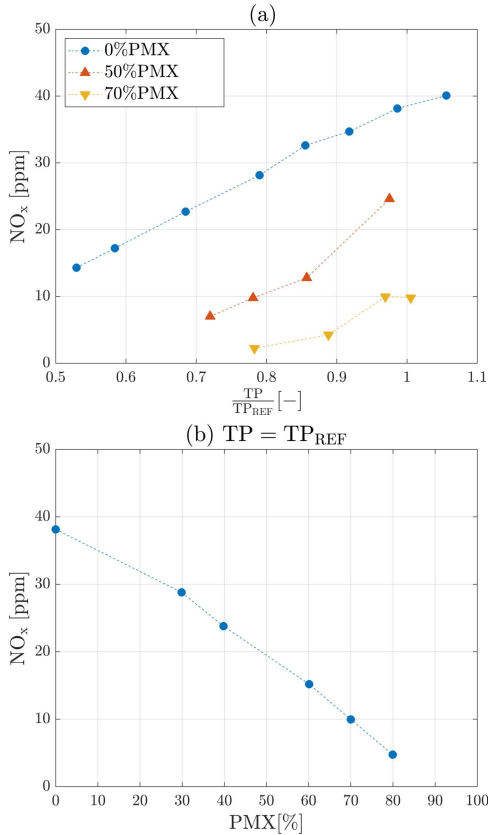 (a)
50
40
30
20
10
0
NOx [ppm]
0%PMX
50%PMX
70%PMX
0.5 0.6 0.7 0.8 0.9 1 1.1
TP/TPREF [-]
(b) TP = TPREF
50
40
30
20
10
0
NOx [ppm]
0 10 20 30 40 50 60 70 80 90 100
PMX[%]